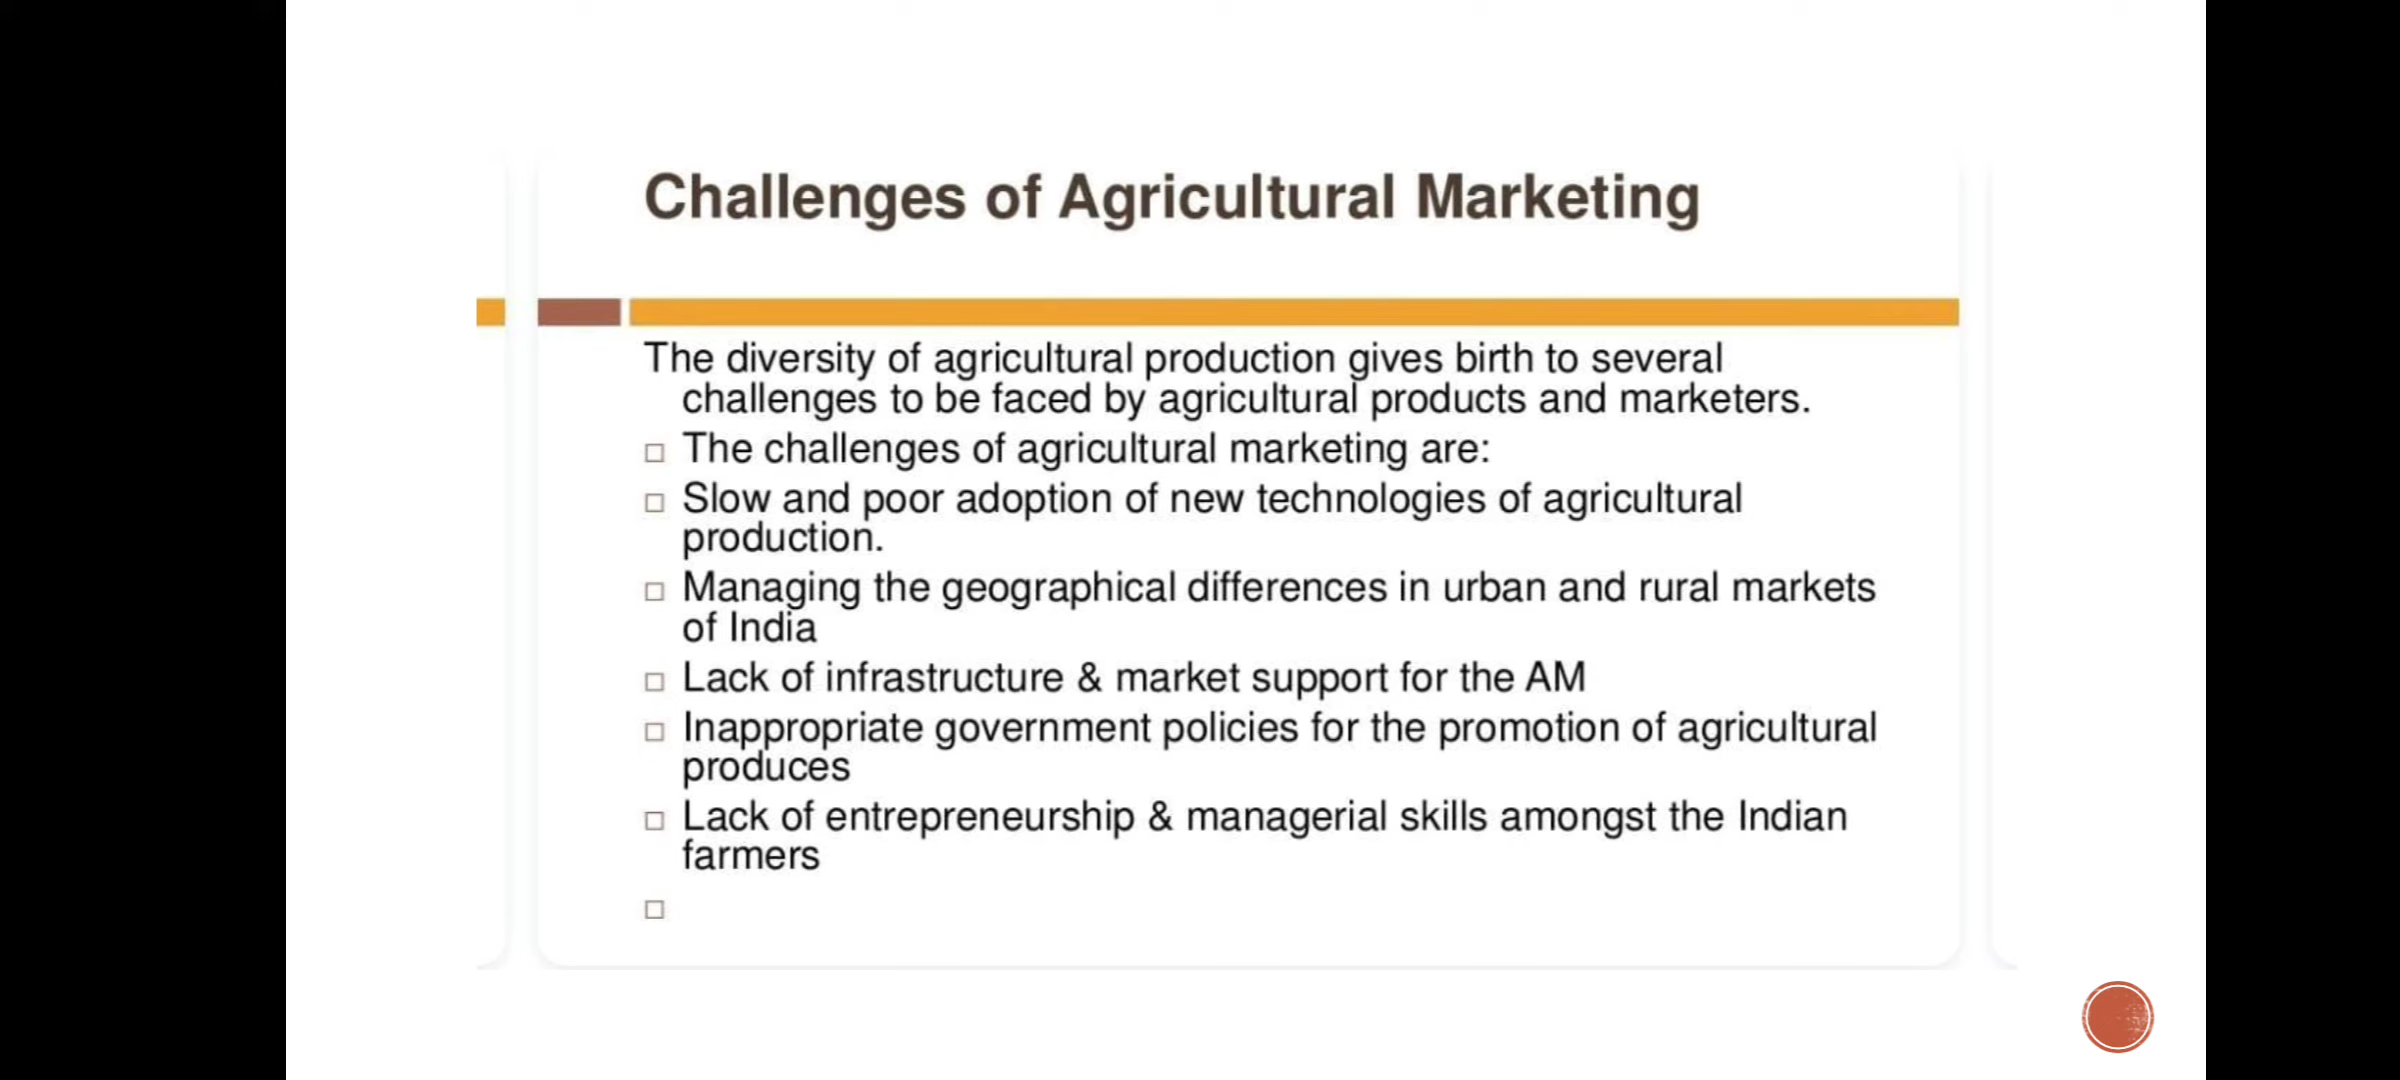 Challenges of Agricultural Marketing
The diversity of agricultural production gives birth to several
challenges to be faced by agricultural products and marketers.
□ The challenges of agricultural marketing are:
□ Slow and poor adoption of new technologies of agricultural
production.
□ Managing the geographical differences in urban and rural markets
of India
□ Lack of infrastructure & market support for the AM
□ Inappropriate government policies for the promotion of agricultural
produces
□ Lack of entrepreneurship & managerial skills amongst the Indian
farmers
□